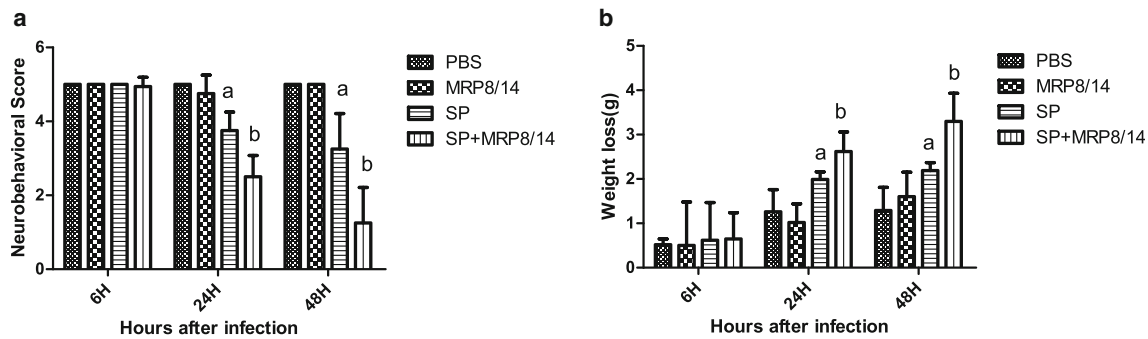 a
Neurobehavioral Score
6
4
2
0
a
b
a
b
6H
24H
48H
Hours after infection
PBS
MRP8/14
SP
SP+MRP8/14
b
Weight loss(g)
5
4
3
2
1
0
a
b
a
b
6H
24H
48H
Hours after infection
PBS
MRP8/14
SP
SP+MRP8/14